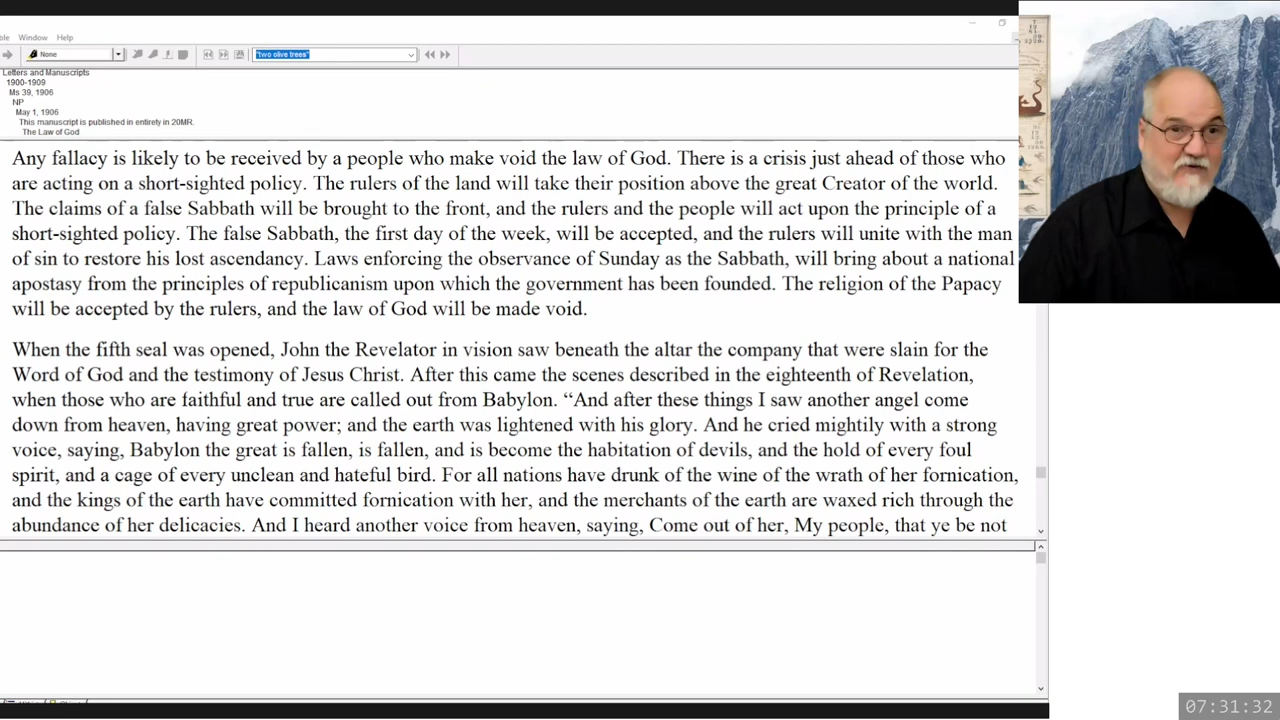 Window Help
None
"two olive trees"
Letters and Manuscripts
1900-1909
Ms 39, 1906
NP
May 1, 1906
This manuscript is published in entirety in 20MR.
The Law of God
Any fallacy is likely to be received by a people who make void the law of God. There is a crisis just ahead of those who
are acting on a short-sighted policy. The rulers of the land will take their position above the great Creator of the world.
The claims of a false Sabbath will be brought to the front, and the rulers and the people will act upon the principle of a
short-sighted policy. The false Sabbath, the first day of the week, will be accepted, and the rulers will unite with the man
of sin to restore his lost ascendancy. Laws enforcing the observance of Sunday as the Sabbath, will bring about a national
apostasy from the principles of republicanism upon which the government has been founded. The religion of the Papacy
will be accepted by the rulers, and the law of God will be made void.
When the fifth seal was opened, John the Revelator in vision saw beneath the altar the company that were slain for the
Word of God and the testimony of Jesus Christ. After this came the scenes described in the eighteenth of Revelation,
when those who are faithful and true are called out from Babylon. “And after these things I saw another angel come
down from heaven, having great power; and the earth was lightened with his glory. And he cried mightily with a strong
voice, saying, Babylon the great is fallen, is fallen, and is become the habitation of devils, and the hold of every foul
spirit, and a cage of every unclean and hateful bird. For all nations have drunk of the wine of the wrath of her fornication,
and the kings of the earth have committed fornication with her, and the merchants of the earth are waxed rich through the
abundance of her delicacies. And I heard another voice from heaven, saying, Come out of her, My people, that ye be not
07:31:32